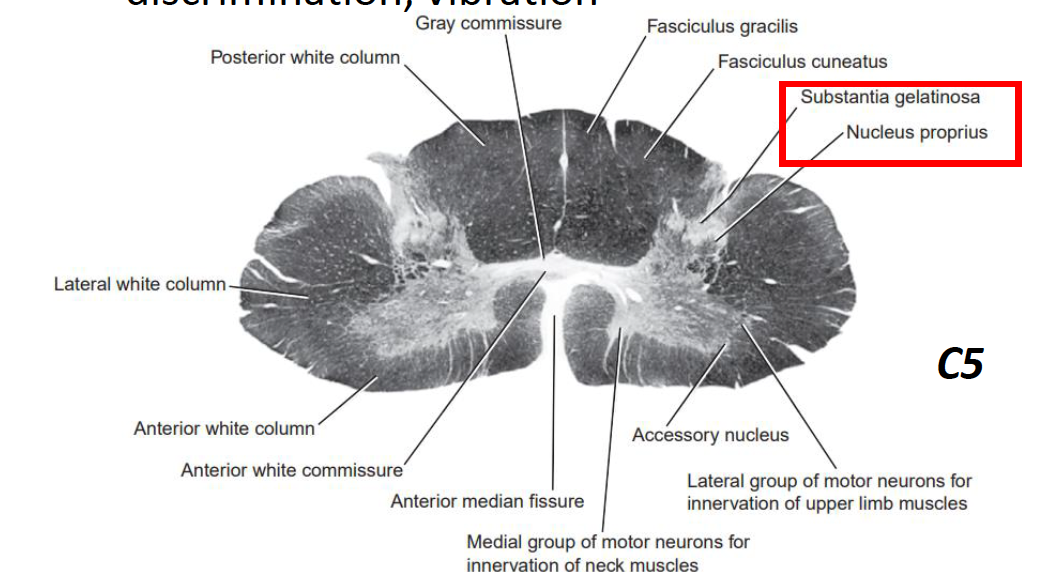 discrimination, vibration
Gray commissure
Fasciculus gracilis
Posterior white column
Fasciculus cuneatus
Substantia gelatinosa
Nucleus proprius
Lateral white column
C5
Anterior white column
Accessory nucleus
Anterior white commissure
Lateral group of motor neurons for
innervation of upper limb muscles
Anterior median fissure
Medial group of motor neurons for
innervation of neck muscles